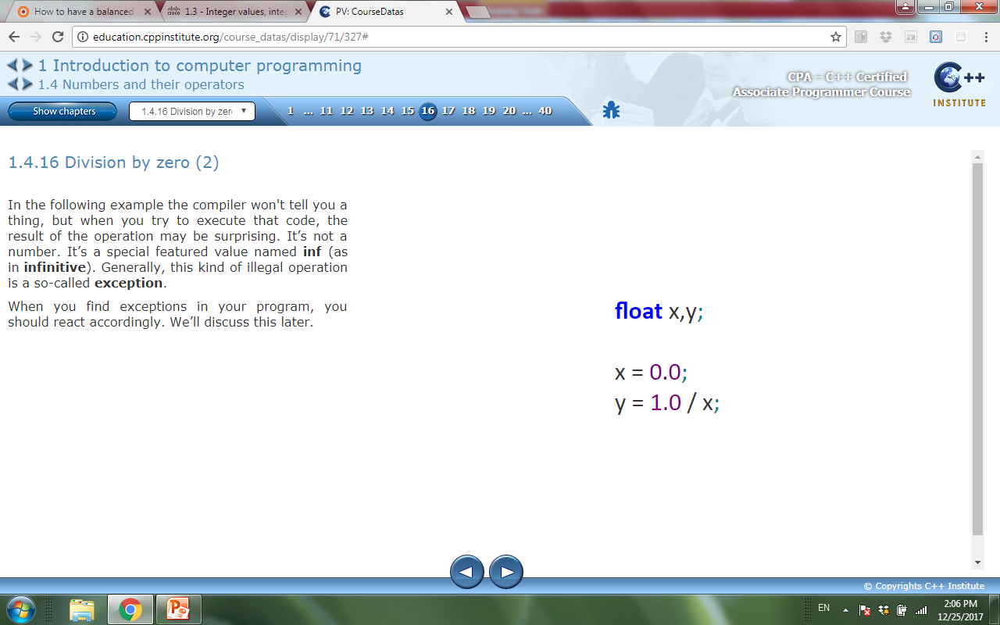 How to have a balanced
1.3 - Integer values, integ
PV: CourseDatas
education.cppinstitute.org/course_datas/display/71/327#
1 Introduction to computer programming
1.4 Numbers and their operators
CPA – C++ Certified
Associate Programmer Course
C++
INSTITUTE
Show chapters
1.4.16 Division by zer
1 ... 11 12 13 14 15 16 17 18 19 20 ... 40
1.4.16 Division by zero (2)
In the following example the compiler won't tell you a
thing, but when you try to execute that code, the
result of the operation may be surprising. It’s not a
number. It’s a special featured value named inf (as
in infinitive). Generally, this kind of illegal operation
is a so-called exception.
When you find exceptions in your program, you
should react accordingly. We’ll discuss this later.
float x,y;
x = 0.0;
y = 1.0 / x;
© Copyrights C++ Institute
EN
2:06 PM
12/25/2017